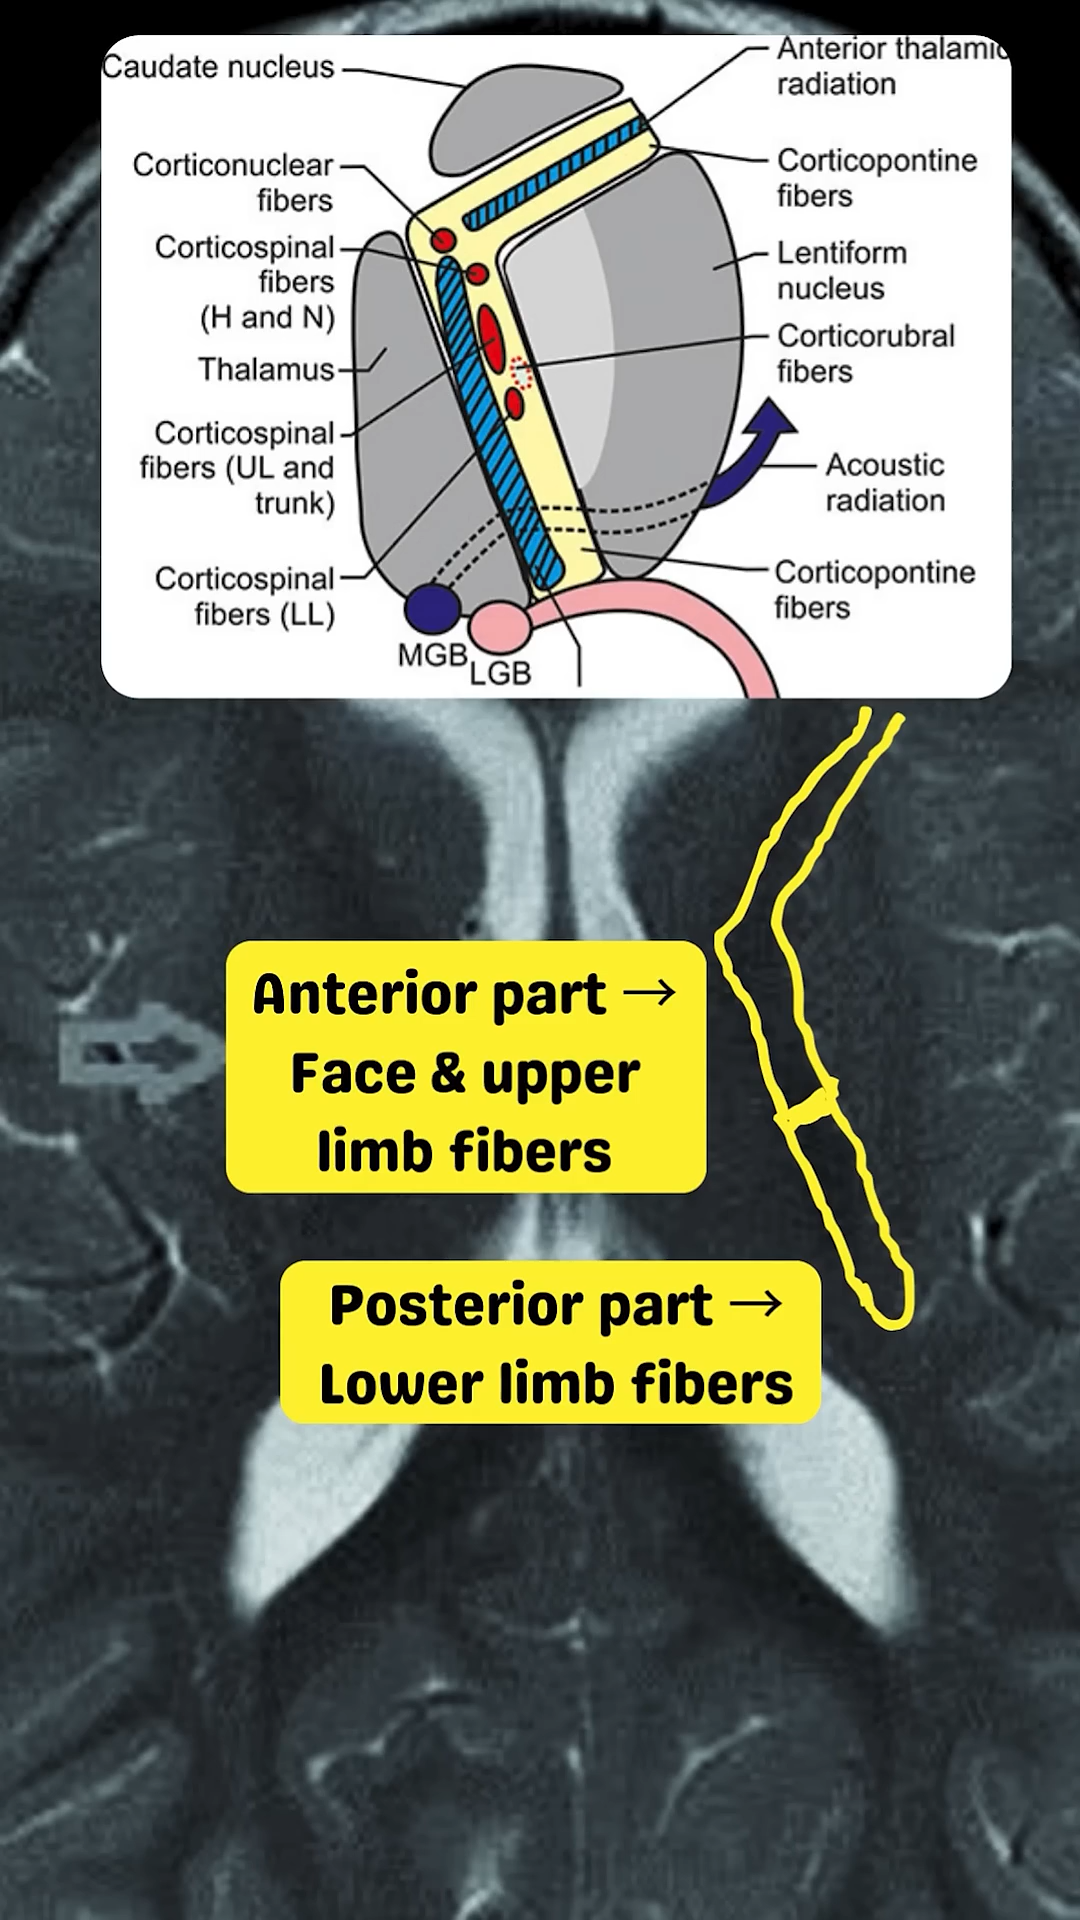 Caudate nucleus
Anterior thalamic
radiation
Corticonuclear
fibers
Corticopontine
fibers
Corticospinal
fibers
(H and N)
Lentiform
nucleus
Thalamus
Corticorubral
fibers
Corticospinal
fibers (UL and
trunk)
Acoustic
radiation
Corticospinal
fibers (LL)
Corticopontine
fibers
MGB
LGB
Anterior part →
Face & upper
limb fibers
Posterior part →
Lower limb fibers